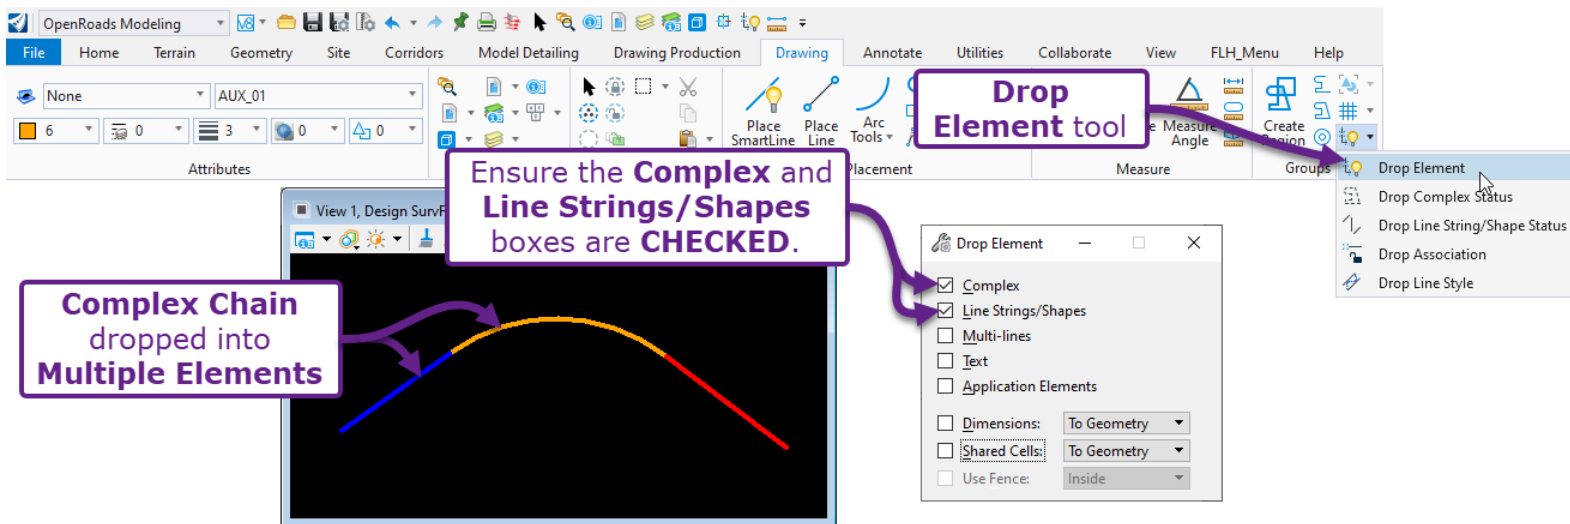 OpenRoads Modeling
File Home Terrain Geometry Site Corridors Model Detailing Drawing Production Drawing Annotate Utilities Collaborate View FLH_Menu Help
None AUX_01
6 0 3 0 0
Attributes
Place SmartLine
Place Line
Arc Tools
Placement
Measure Angle
Measure
Create Region
Groups
Drop
Element tool
Drop Element
Drop Complex Status
Drop Line String/Shape Status
Drop Association
Drop Line Style
Ensure the Complex and
Line Strings/Shapes
boxes are CHECKED.
View 1, Design
Complex Chain
dropped into
Multiple Elements
Drop Element
Complex
Line Strings/Shapes
Multi-lines
Text
Application Elements
Dimensions: To Geometry
Shared Cells: To Geometry
Use Fence: Inside